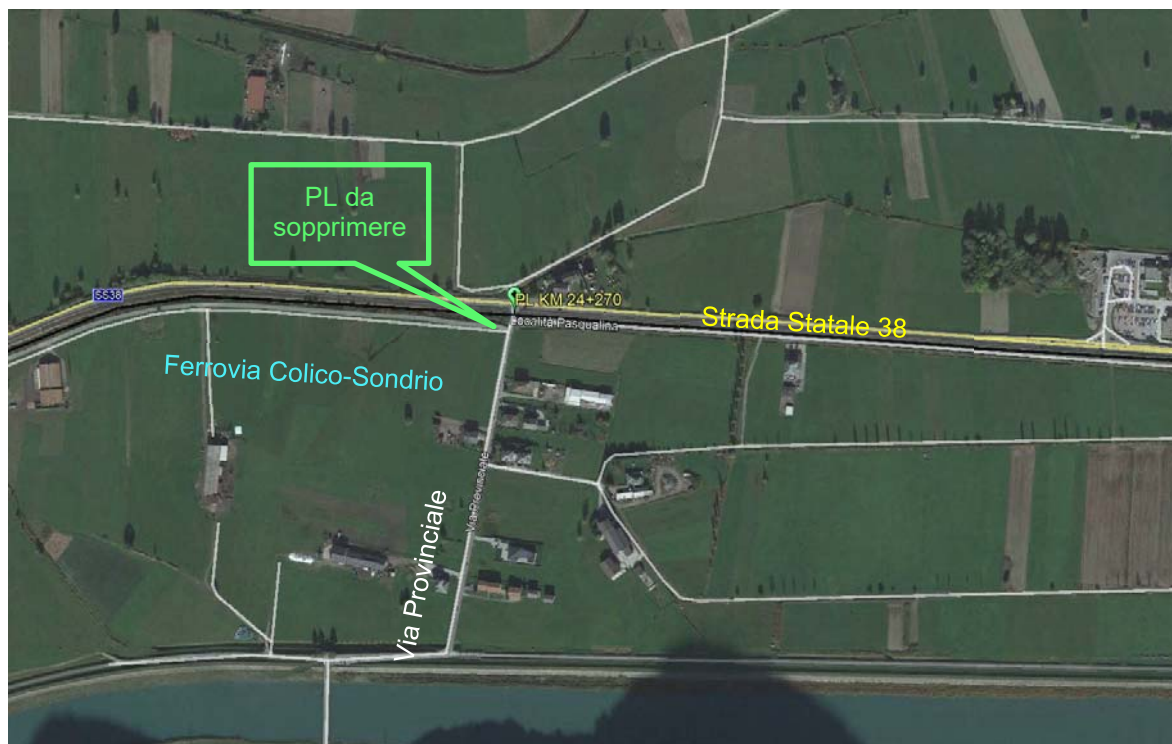 PL da
sopprimere
SS38
PL KM 24+270
Località Pasqualina
Strada Statale 38
Ferrovia Colico-Sondrio
Via Provinciale
Via Provinciale